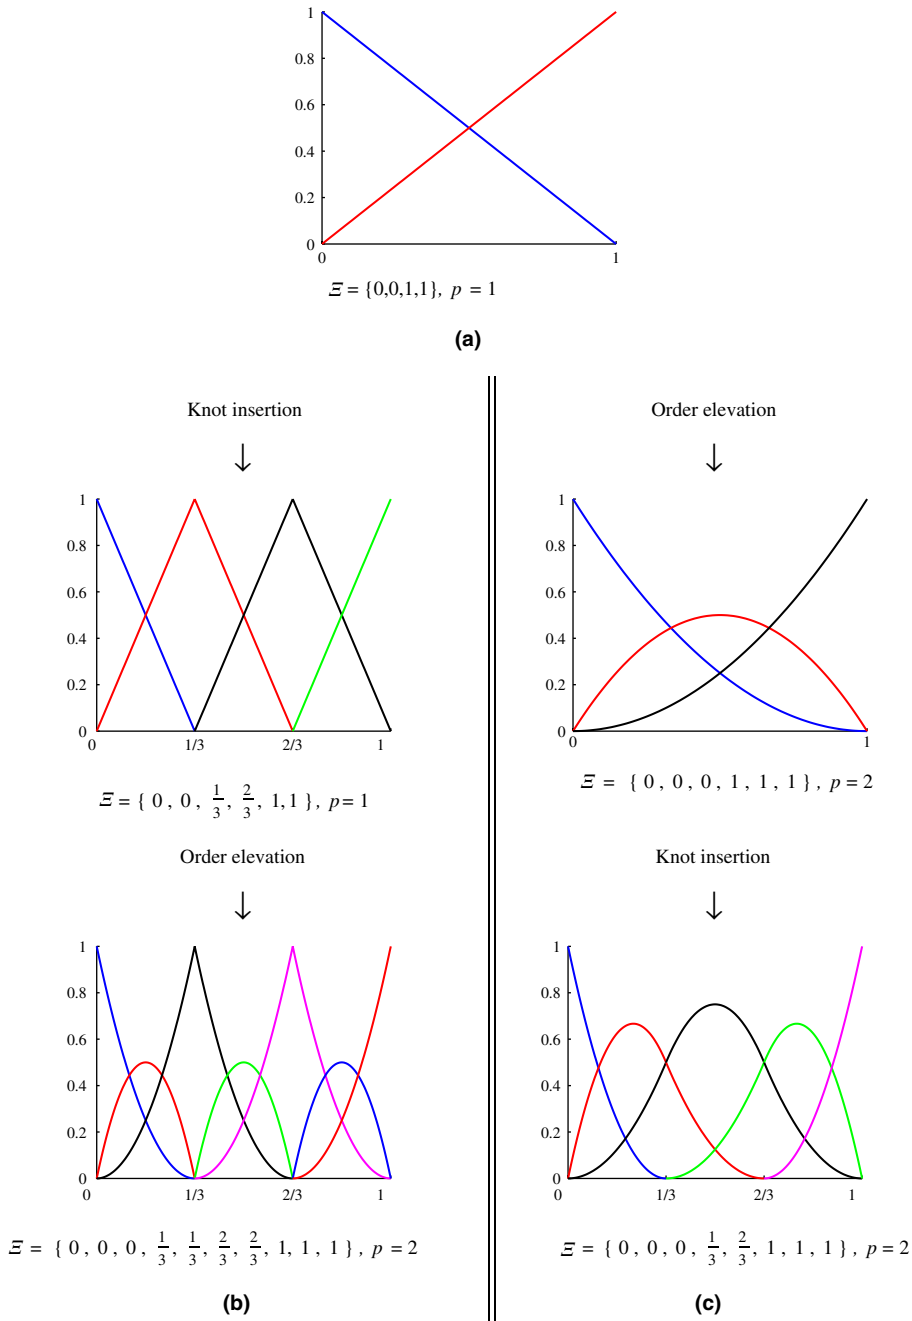 1
0.8
0.6
0.4
0.2
0
0 1
Ξ = {0,0,1,1}, p = 1
(a)
Knot insertion
↓
1
0.8
0.6
0.4
0.2
0
0 1/3 2/3 1
Ξ = { 0 , 0 , 1/3 , 2/3 , 1,1 }, p = 1
Order elevation
↓
1
0.8
0.6
0.4
0.2
0
0 1/3 2/3 1
Ξ = { 0 , 0 , 0 , 1/3 , 1/3 , 2/3 , 2/3 , 1 , 1 , 1 } , p = 2
(b)
Order elevation
↓
1
0.8
0.6
0.4
0.2
0
0 1
Ξ = { 0 , 0 , 0 , 1 , 1 , 1 } , p = 2
Knot insertion
↓
1
0.8
0.6
0.4
0.2
0
0 1/3 2/3 1
Ξ = { 0 , 0 , 0 , 1/3 , 2/3 , 1 , 1 , 1 } , p = 2
(c)